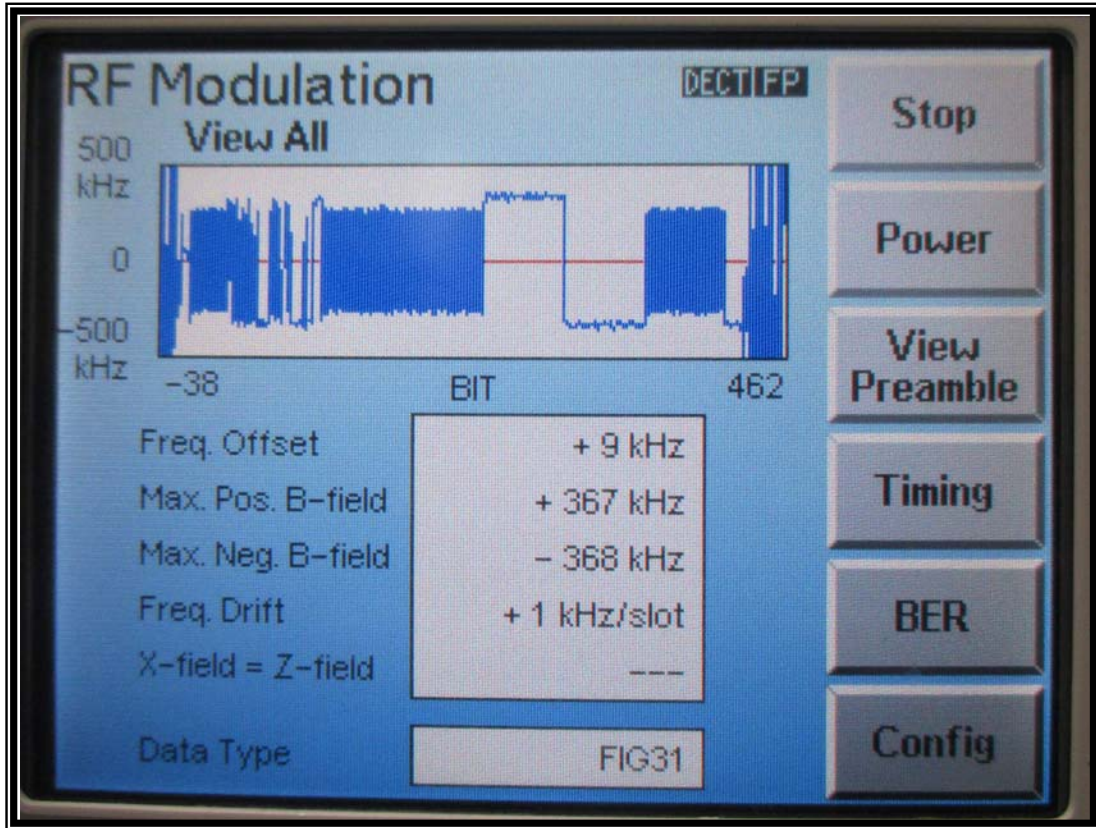 RF Modulation
DECT FP
View All
500
kHz
0
-500
kHz
-38
BIT
462
Freq. Offset
+ 9 kHz
Max. Pos. B-field
+ 367 kHz
Max. Neg. B-field
- 368 kHz
Freq. Drift
+ 1 kHz/slot
X-field = Z-field
---
Data Type
FIG31
Stop
Power
View
Preamble
Timing
BER
Config